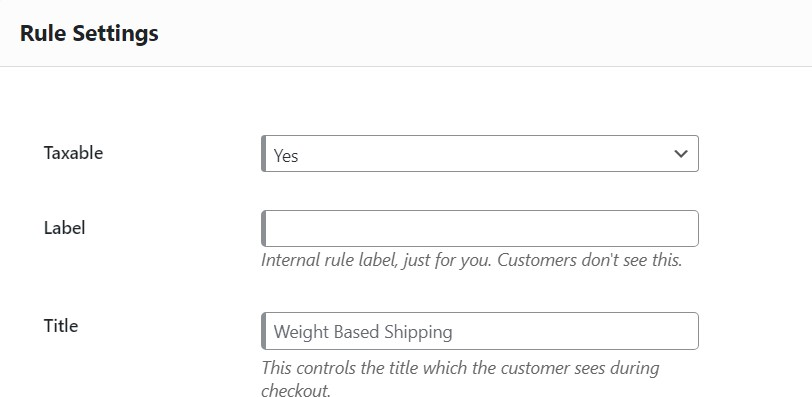 Rule Settings
Taxable
Yes
Label
Internal rule label, just for you. Customers don't see this.
Title
Weight Based Shipping
This controls the title which the customer sees during
checkout.